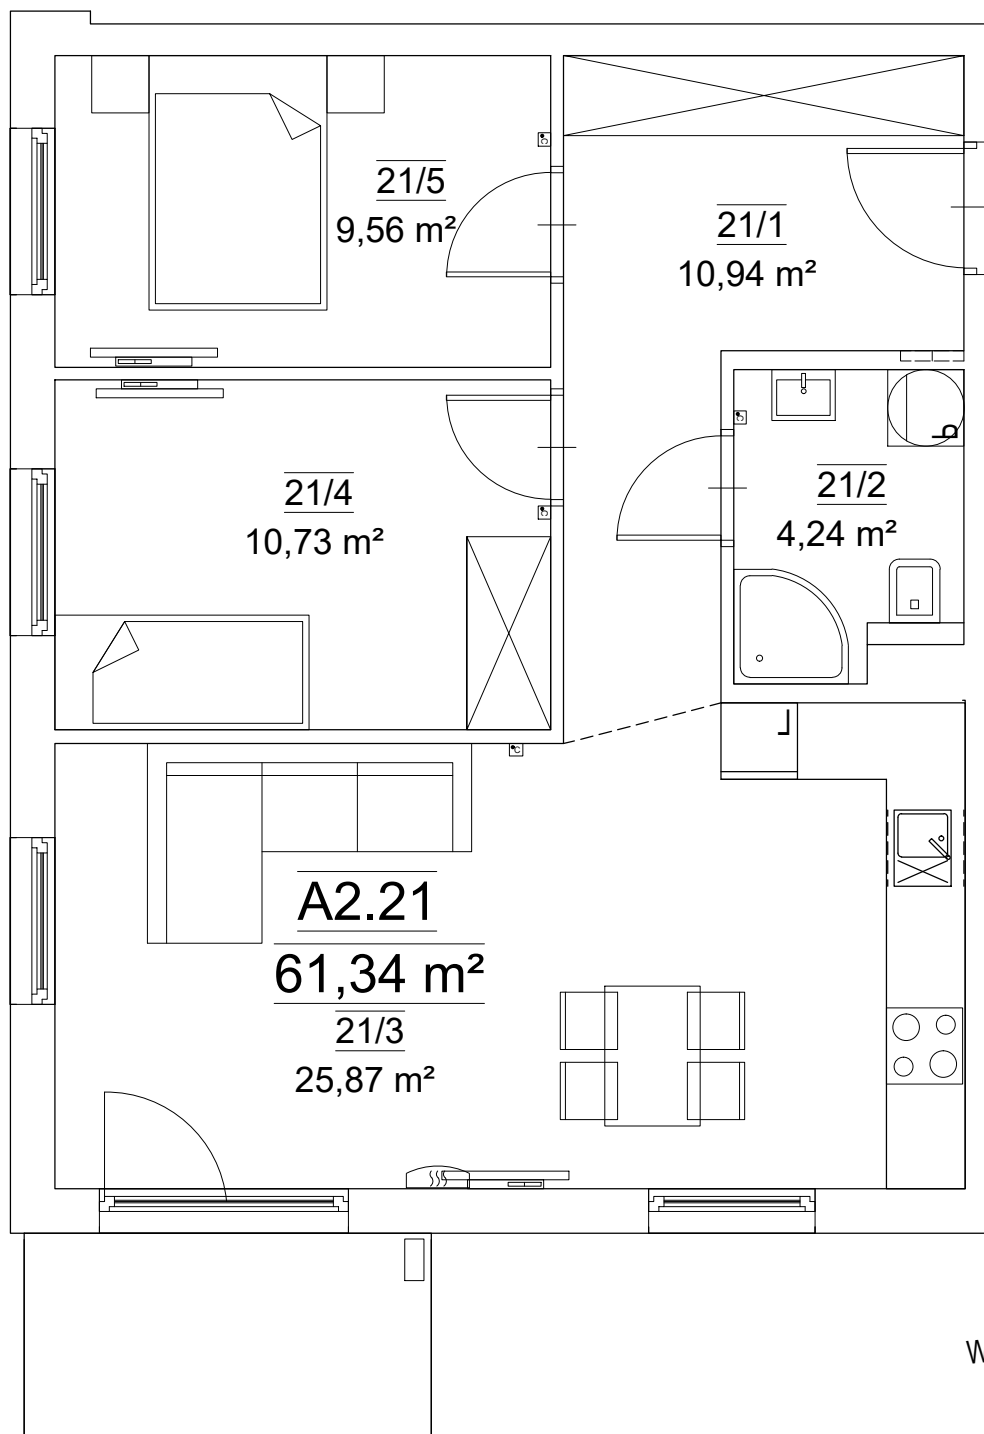 21/5
9,56 m²
21/1
10,94 m²
21/4
10,73 m²
21/2
4,24 m²
A2.21
61,34 m²
21/3
25,87 m²
W